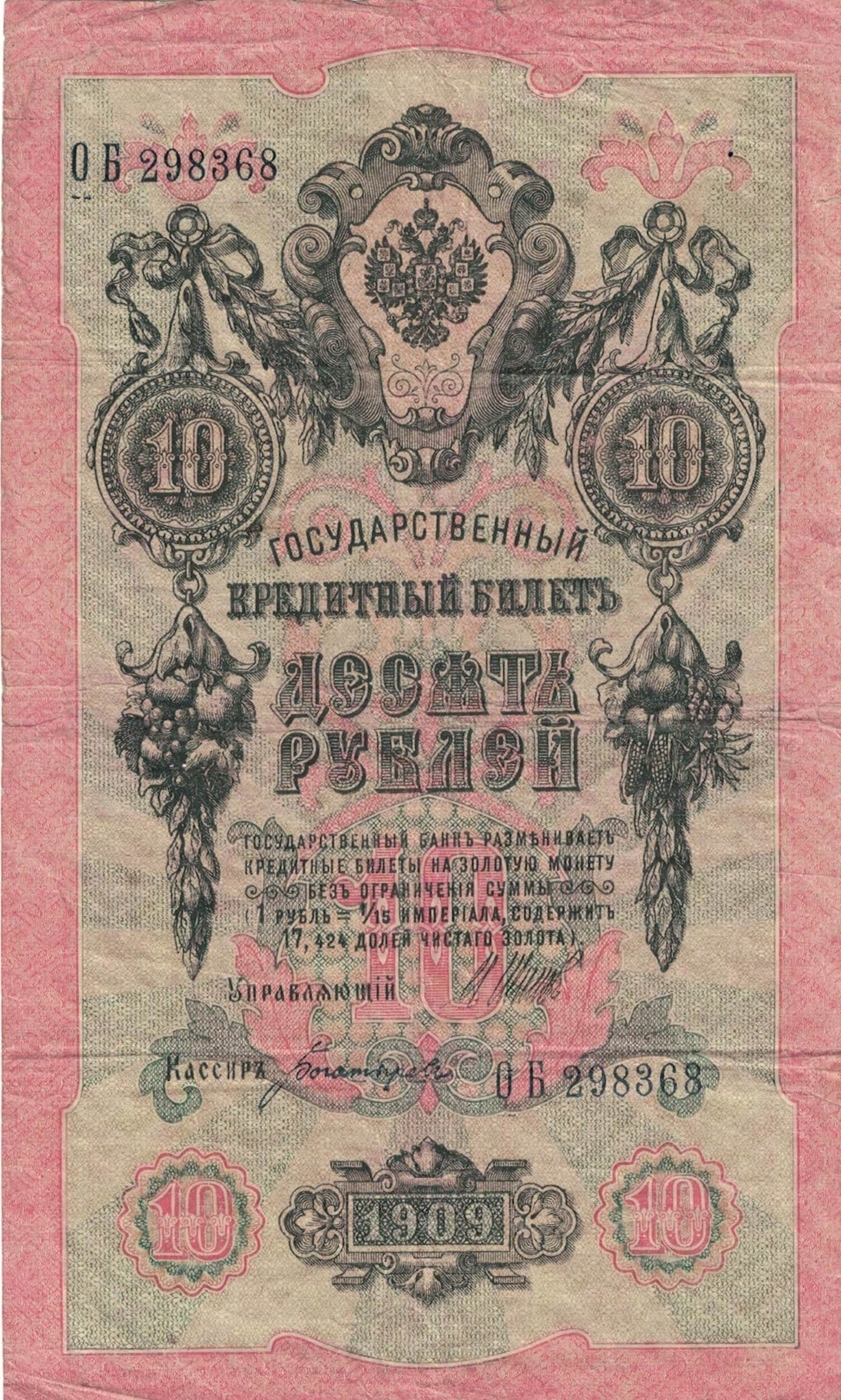 ОБ 298368
10 10
ГОСУДАРСТВЕННЫЙ
КРЕДИТНЫЙ БИЛЕТЪ
ДЕСЯТЬ
РУБЛЕЙ
ГОСУДАРСТВЕННЫЙ БАНКЪ РАЗМѢНИВАЕТЪ
КРЕДИТНЫЕ БИЛЕТЫ НА ЗОЛОТУЮ МОНЕТУ
БЕЗЪ ОГРАНИЧЕНІЯ СУММЫ
(1 РУБЛЬ = 1/15 ИМПЕРІАЛА, СОДЕРЖИТЪ
17,424 ДОЛЕЙ ЧИСТАГО ЗОЛОТА).
10
УПРАВЛЯЮЩІЙ
КАССИРЪ
ОБ 298368
10 1909 10